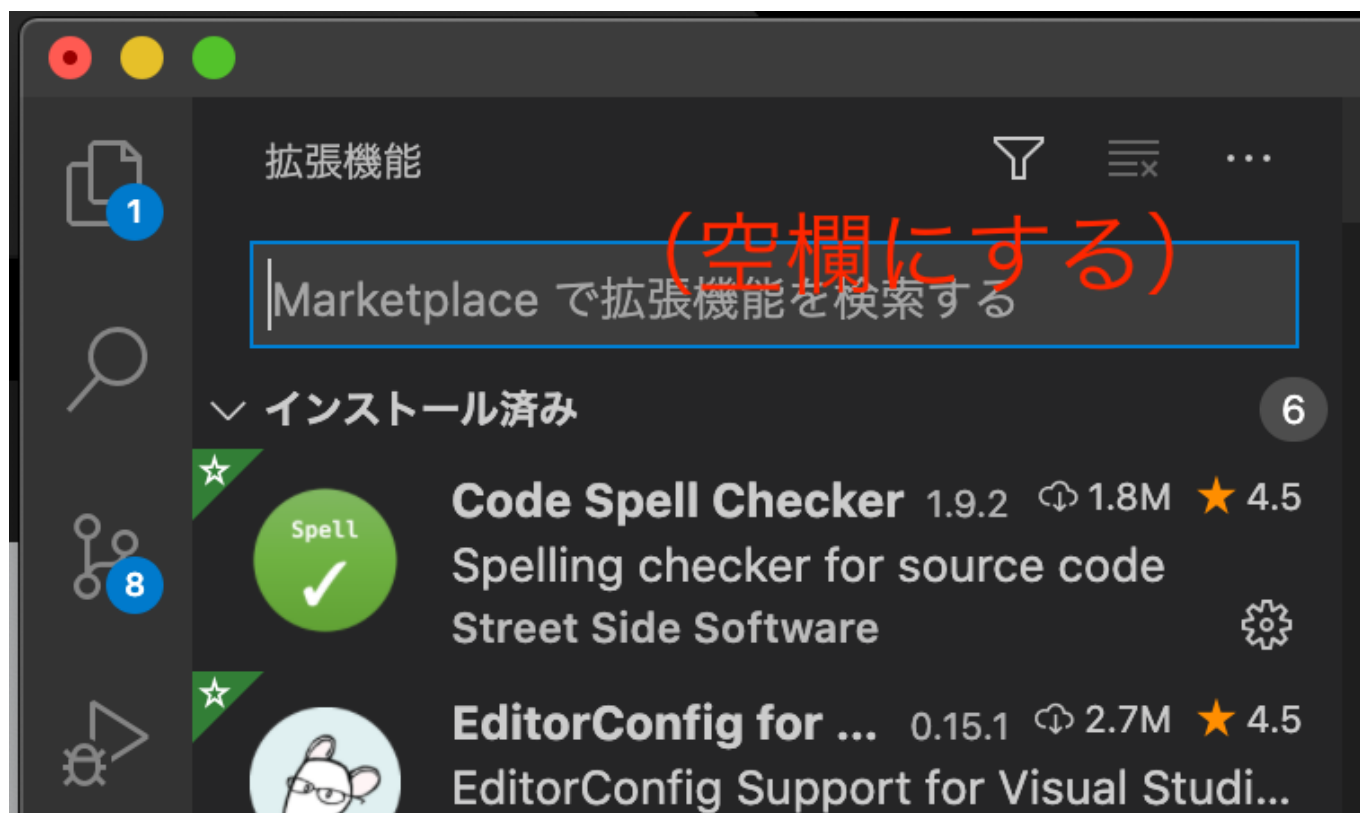 拡張機能
1
(空欄にする)
Marketplace で拡張機能を検索する
インストール済み 6
Spell
Code Spell Checker 1.9.2 1.8M 4.5
Spelling checker for source code
8
Street Side Software
EditorConfig for ... 0.15.1 2.7M 4.5
EditorConfig Support for Visual Studi...